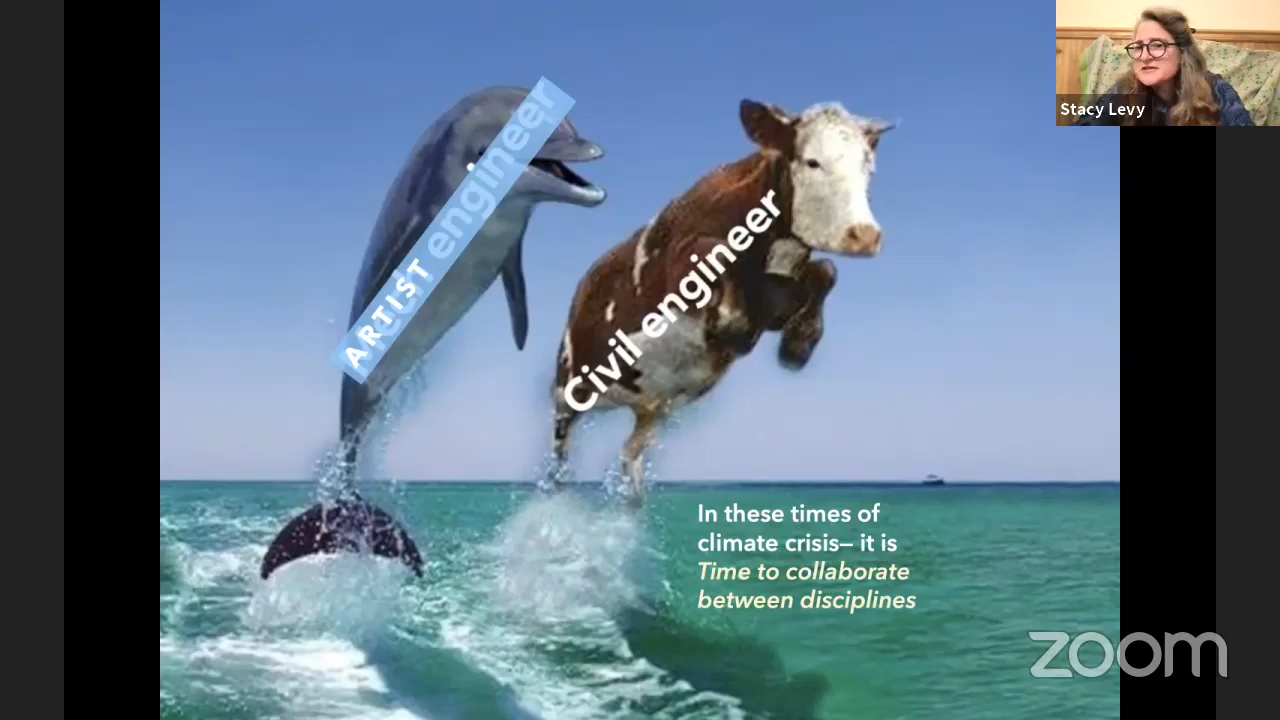 Stacy Levy
ARTIST engineer
Civil engineer
In these times of
climate crisis– it is
Time to collaborate
between disciplines
zoom